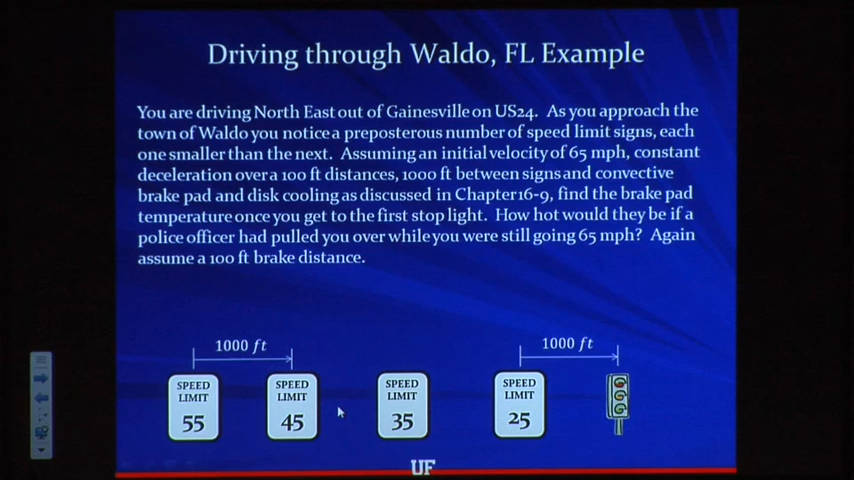 Driving through Waldo, FL Example
You are driving North East out of Gainesville on US24. As you approach the
town of Waldo you notice a preposterous number of speed limit signs, each
one smaller than the next. Assuming an initial velocity of 65 mph, constant
deceleration over a 100 ft distances, 1000 ft between signs and convective
brake pad and disk cooling as discussed in Chapter 16-9, find the brake pad
temperature once you get to the first stop light. How hot would they be if a
police officer had pulled you over while you were still going 65 mph? Again
assume a 100 ft brake distance.
1000 ft
1000 ft
SPEED
LIMIT
55
SPEED
LIMIT
45
SPEED
LIMIT
35
SPEED
LIMIT
25
UF